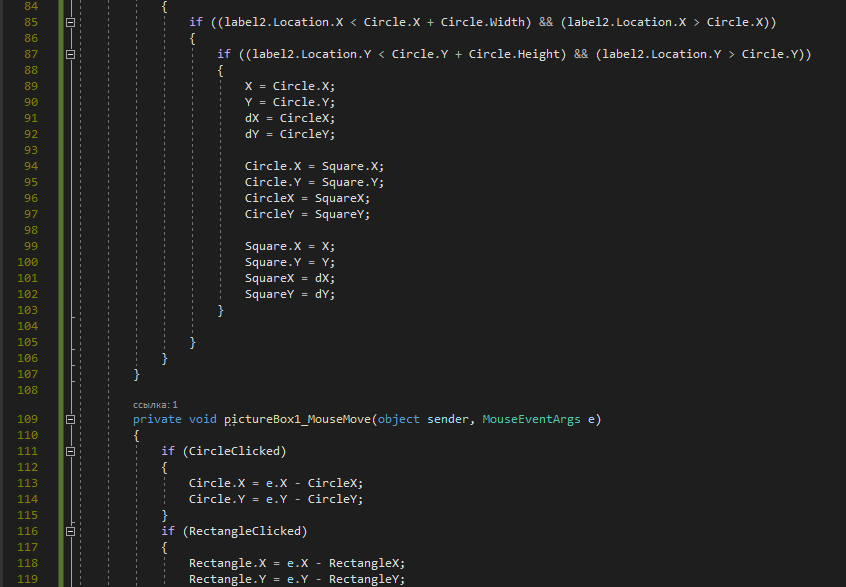 84 {
85 if ((label2.Location.X < Circle.X + Circle.Width) && (label2.Location.X > Circle.X))
86 {
87 if ((label2.Location.Y < Circle.Y + Circle.Height) && (label2.Location.Y > Circle.Y))
88 {
89 X = Circle.X;
90 Y = Circle.Y;
91 dX = CircleX;
92 dY = CircleY;
93
94 Circle.X = Square.X;
95 Circle.Y = Square.Y;
96 CircleX = SquareX;
97 CircleY = SquareY;
98
99 Square.X = X;
100 Square.Y = Y;
101 SquareX = dX;
102 SquareY = dY;
103 }
104
105 }
106 }
107 }
108
ссылка: 1
109 private void pictureBox1_MouseMove(object sender, MouseEventArgs e)
110 {
111 if (CircleClicked)
112 {
113 Circle.X = e.X - CircleX;
114 Circle.Y = e.Y - CircleY;
115 }
116 if (RectangleClicked)
117 {
118 Rectangle.X = e.X - RectangleX;
119 Rectangle.Y = e.Y - RectangleY;